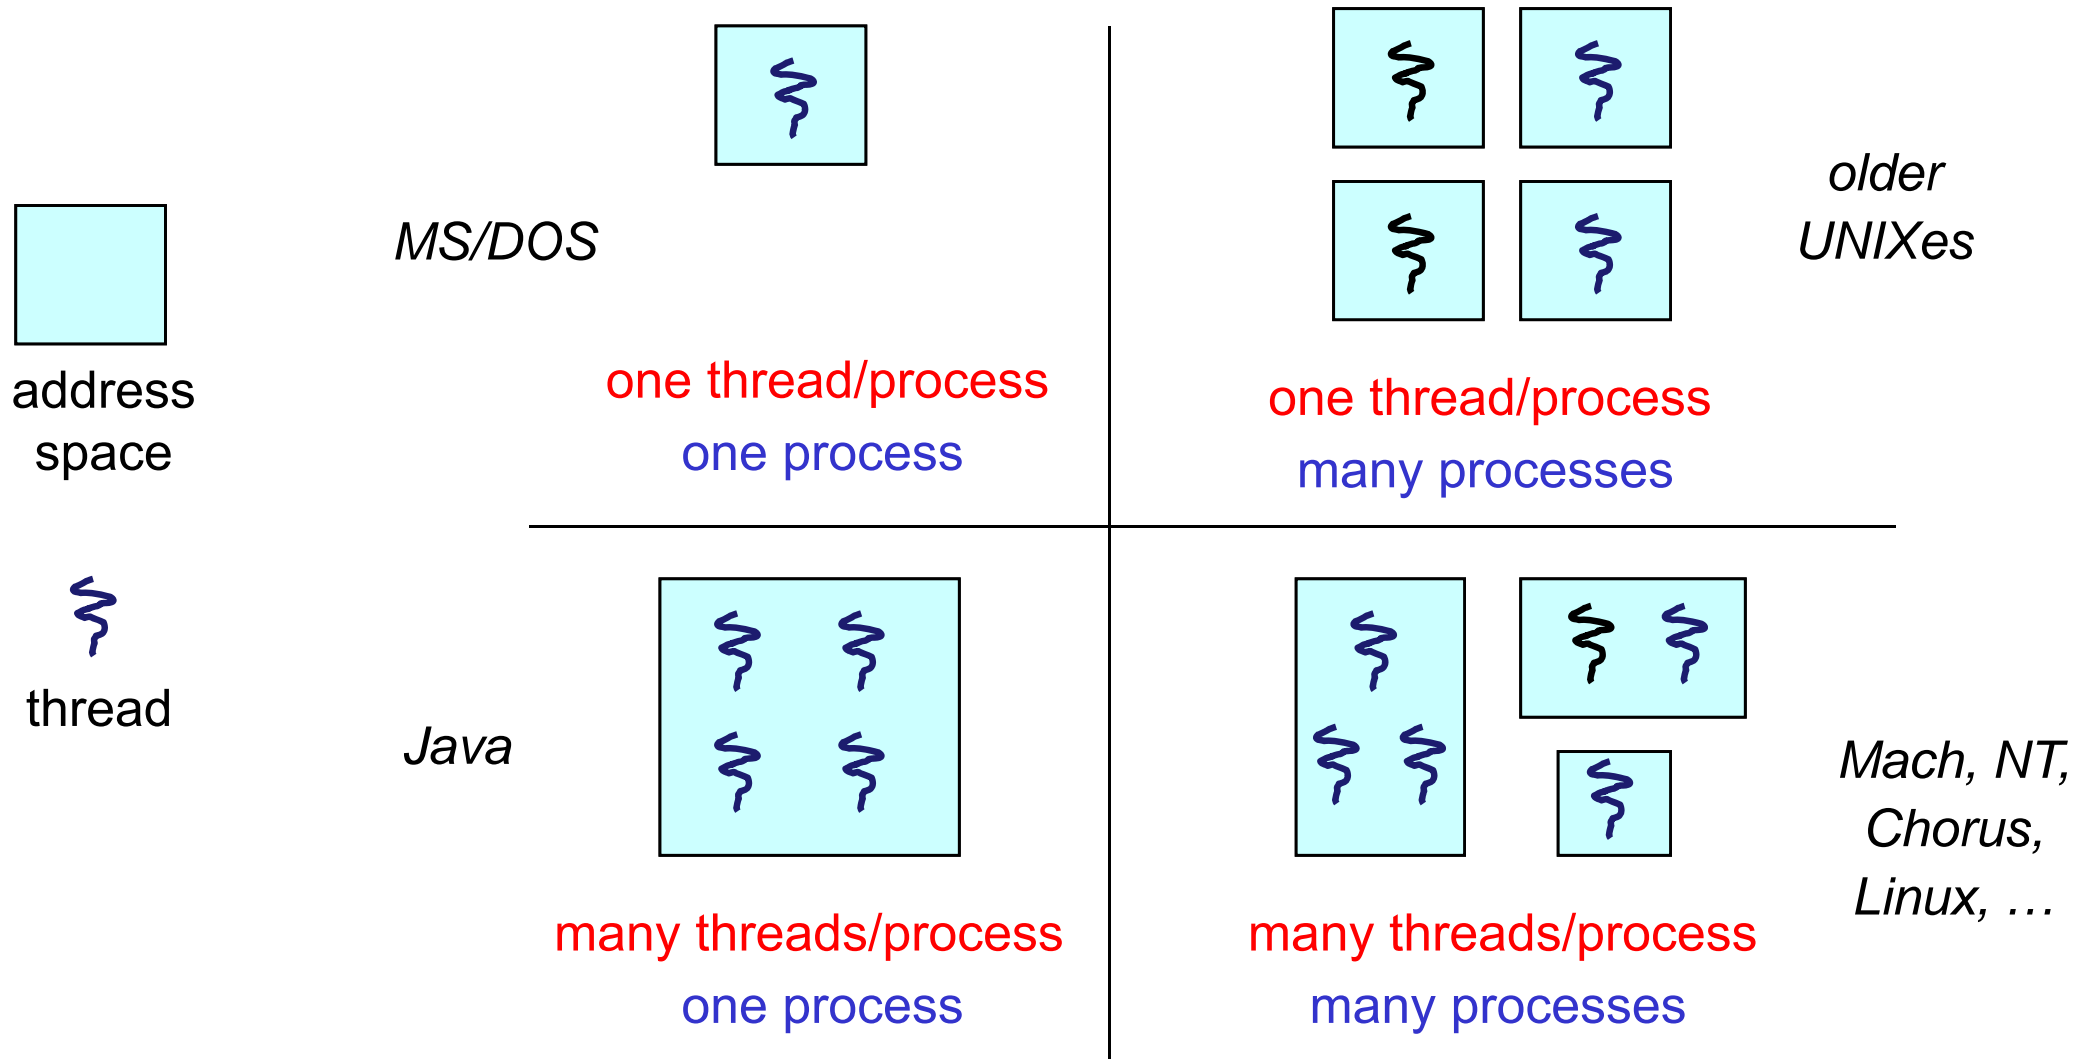 address
space
thread
MS/DOS
one thread/process
one process
older
UNIXes
one thread/process
many processes
Java
many threads/process
one process
Mach, NT,
Chorus,
Linux, …
many threads/process
many processes